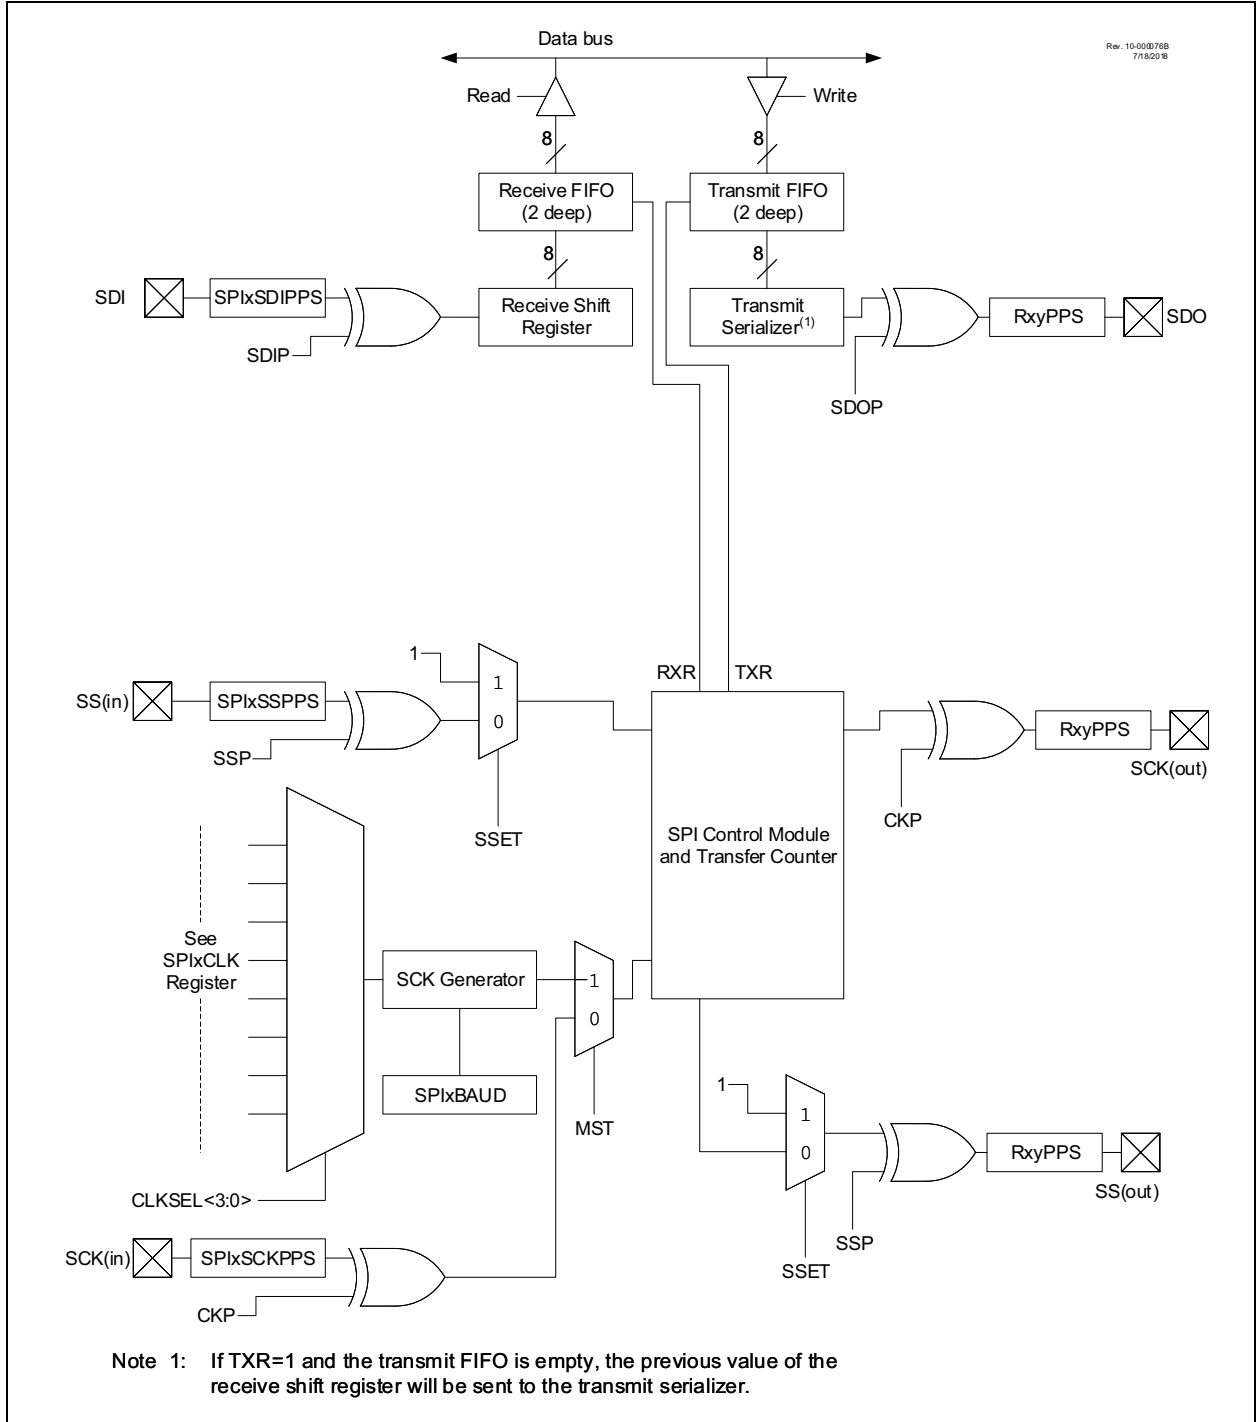 Data bus
Rev. 10-000076B
7/18/2018
Read
Write
8
8
Receive FIFO
(2 deep)
Transmit FIFO
(2 deep)
8
8
SDI
SPIxSDIPPS
Receive Shift
Register
Transmit
Serializer(1)
RxyPPS
SDO
SDIP
SDOP
1
RXR
TXR
SS(in)
SPIxSSPPS
1
0
SSP
SSET
RxyPPS
SCK(out)
CKP
SPI Control Module
and Transfer Counter
See
SPIxCLK
Register
SCK Generator
1
0
SPIxBAUD
MST
1
1
0
RxyPPS
SS(out)
SSP
SSET
CLKSEL<3:0>
SCK(in)
SPIxSCKPPS
CKP
Note 1: If TXR=1 and the transmit FIFO is empty, the previous value of the
receive shift register will be sent to the transmit serializer.